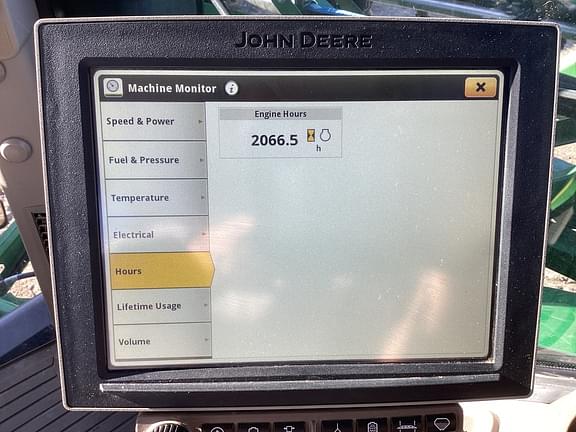 JOHN DEERE
Machine Monitor i
Speed & Power
Fuel & Pressure
Temperature
Electrical
Hours
Lifetime Usage
Volume
Engine Hours
2066.5
h